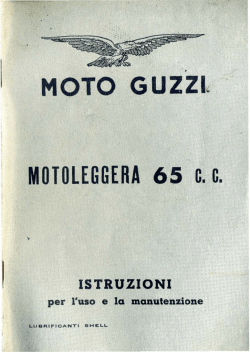 MOTO GUZZI
MOTOLEGGERA 65 C. C.
ISTRUZIONI
per l'uso e la manutenzione
LUBRIFICANTI SHELL